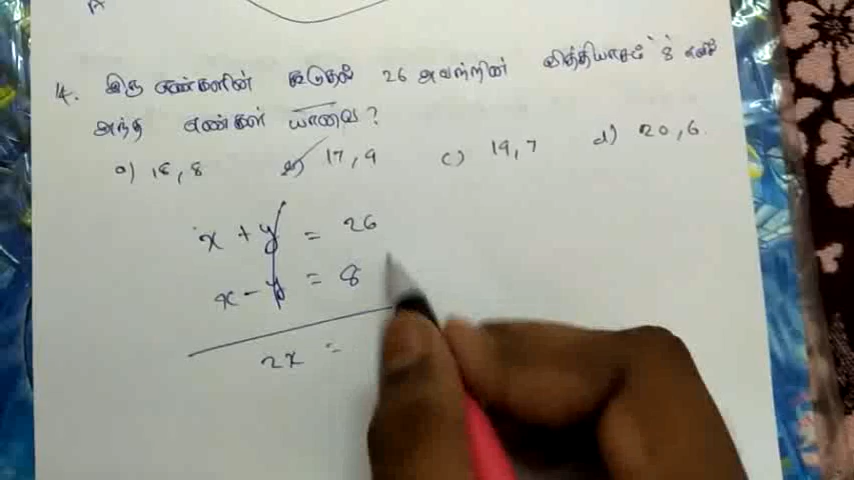 4. இரு எண்களின் கூடுதல் 26 அவற்றின் வித்தியாசம் 8 எனில்
அந்த எண்கள் யாவை?
a) 18, 8 b) 17, 9 c) 19, 7 d) 20, 6
x + y = 26
x - y = 8
2x =